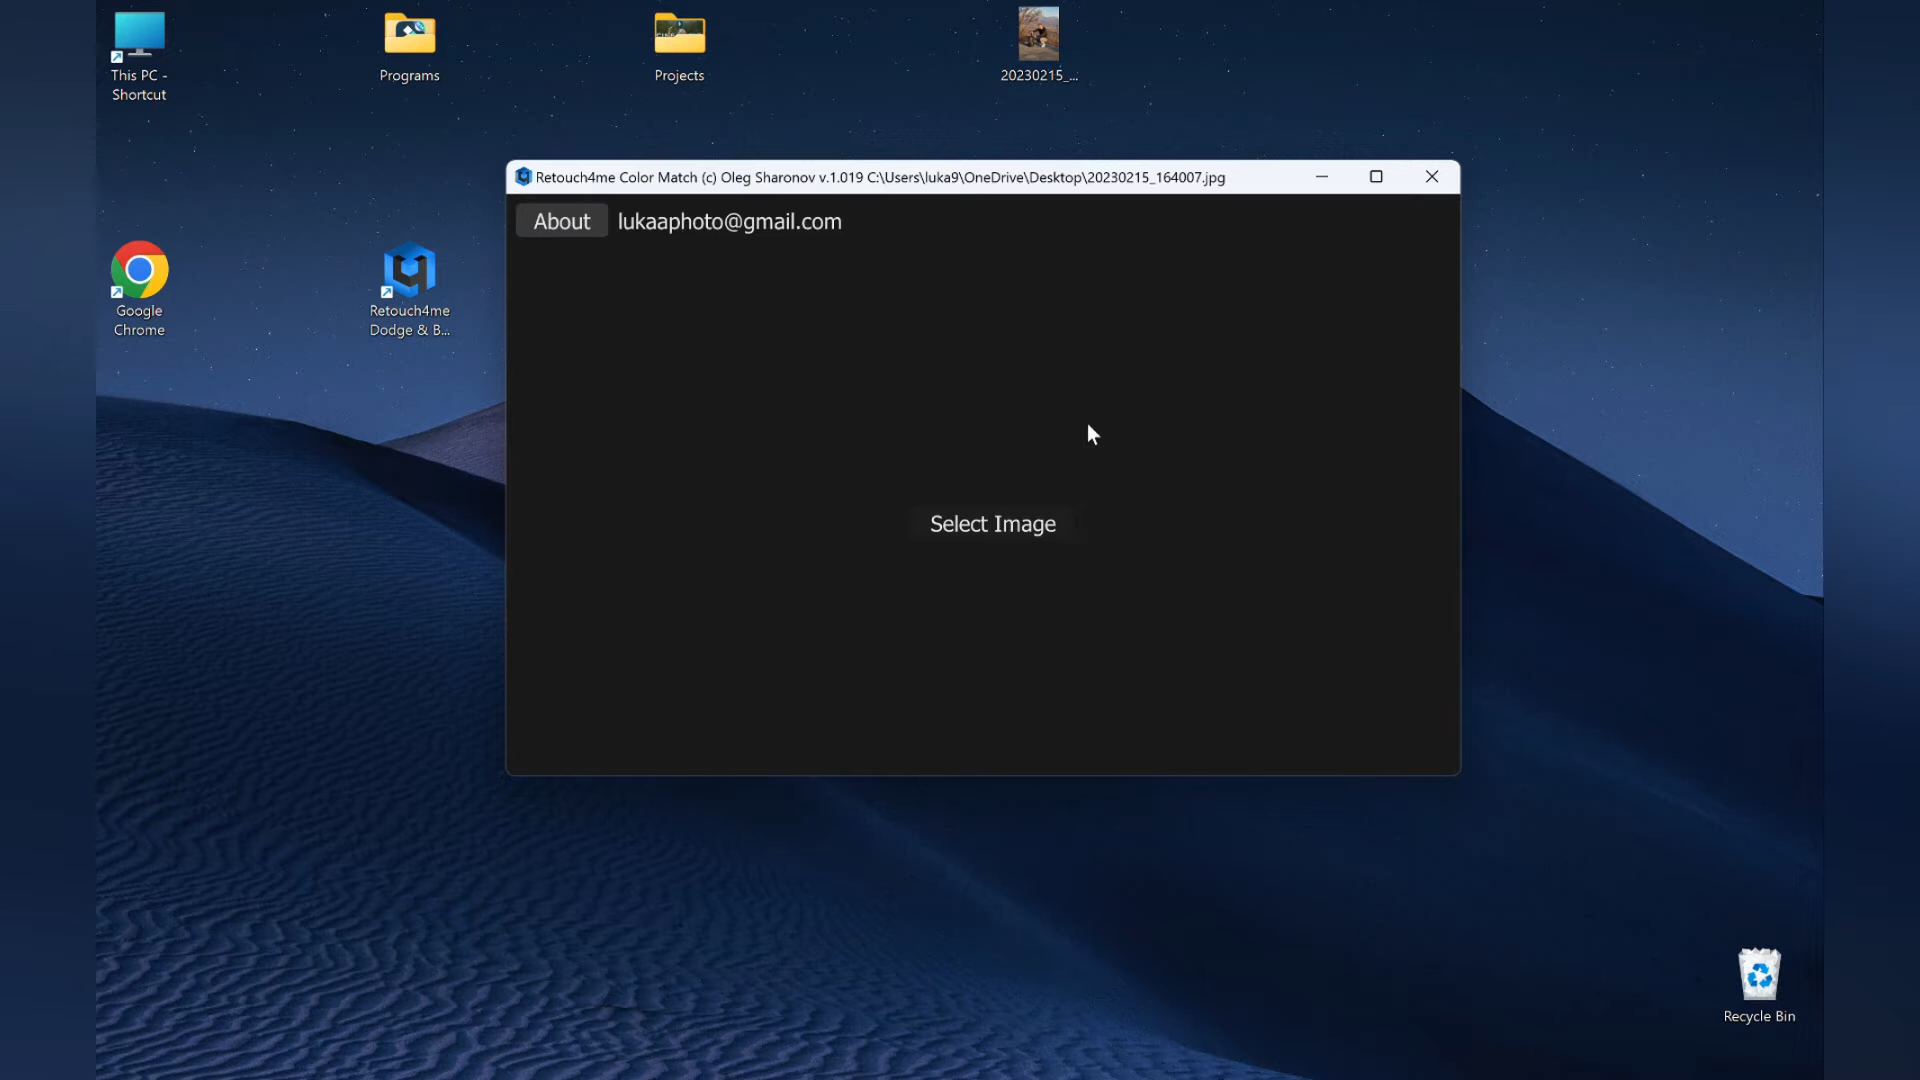 This PC -
Shortcut
Programs
Projects
20230215_...
Retouch4me Color Match (c) Oleg Sharonov v.1.019 C:\Users\luka9\OneDrive\Desktop\20230215_164007.jpg
About
lukaaphoto@gmail.com
Google
Chrome
Retouch4me
Dodge & B...
Select Image
Recycle Bin